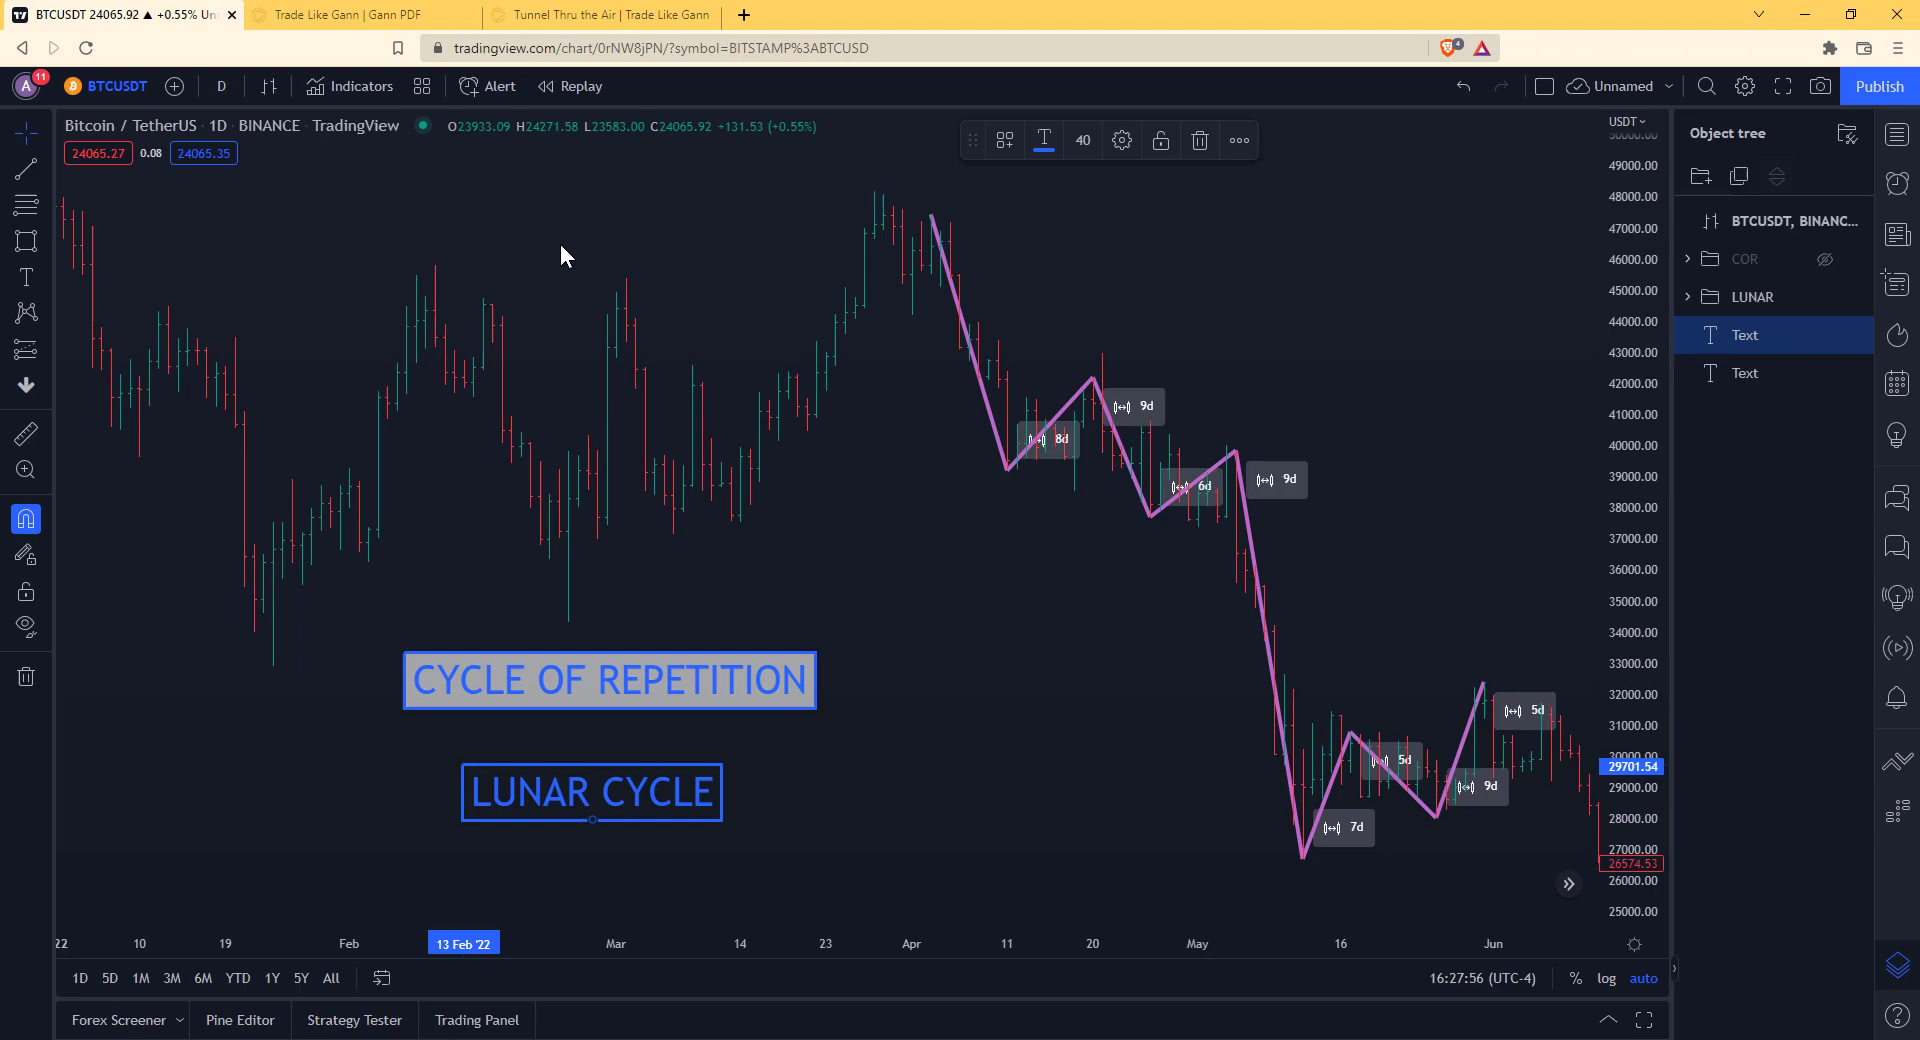 BTCUSDT 24065.92 ▲ +0.55% Un
Trade Like Gann | Gann PDF
Tunnel Thru the Air | Trade Like Gann
tradingview.com/chart/0rNW8jPN/?symbol=BITSTAMP%3ABTCUSD
4
A
11
BTCUSDT
D
Indicators
Alert
Replay
Unnamed
Publish
Bitcoin / TetherUS · 1D · BINANCE · TradingView
O23933.09 H24271.58 L23583.00 C24065.92 +131.53 (+0.55%)
24065.27
0.08
24065.35
40
USDT
50000.00
49000.00
48000.00
47000.00
46000.00
45000.00
44000.00
43000.00
42000.00
41000.00
40000.00
39000.00
38000.00
37000.00
36000.00
35000.00
34000.00
33000.00
32000.00
31000.00
30000.00
29701.54
29000.00
28000.00
27000.00
26574.53
26000.00
25000.00
Object tree
BTCUSDT, BINANC...
COR
LUNAR
Text
Text
9d
8d
6d
9d
5d
5d
9d
7d
CYCLE OF REPETITION
LUNAR CYCLE
22
10
19
Feb
13 Feb '22
Mar
14
23
Apr
11
20
May
16
Jun
1D 5D 1M 3M 6M YTD 1Y 5Y All
16:27:56 (UTC-4)
%
log
auto
Forex Screener
Pine Editor
Strategy Tester
Trading Panel